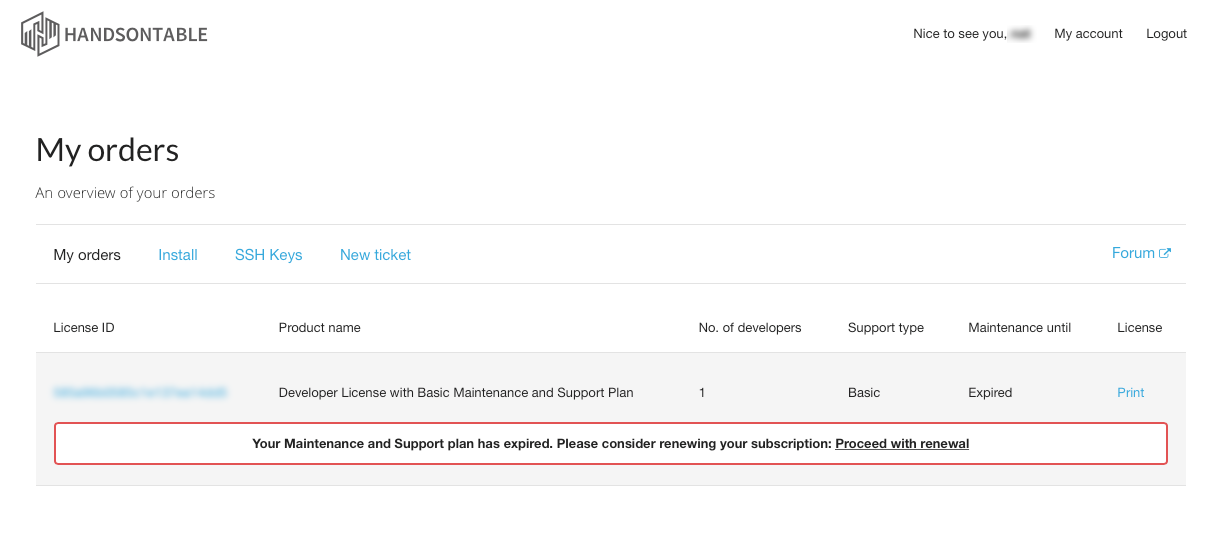 HANDSONTABLE
Nice to see you,
My account
Logout
My orders
An overview of your orders
My orders
Install
SSH Keys
New ticket
Forum
License ID
Product name
No. of developers
Support type
Maintenance until
License
Developer License with Basic Maintenance and Support Plan
1
Basic
Expired
Print
Your Maintenance and Support plan has expired. Please consider renewing your subscription: Proceed with renewal